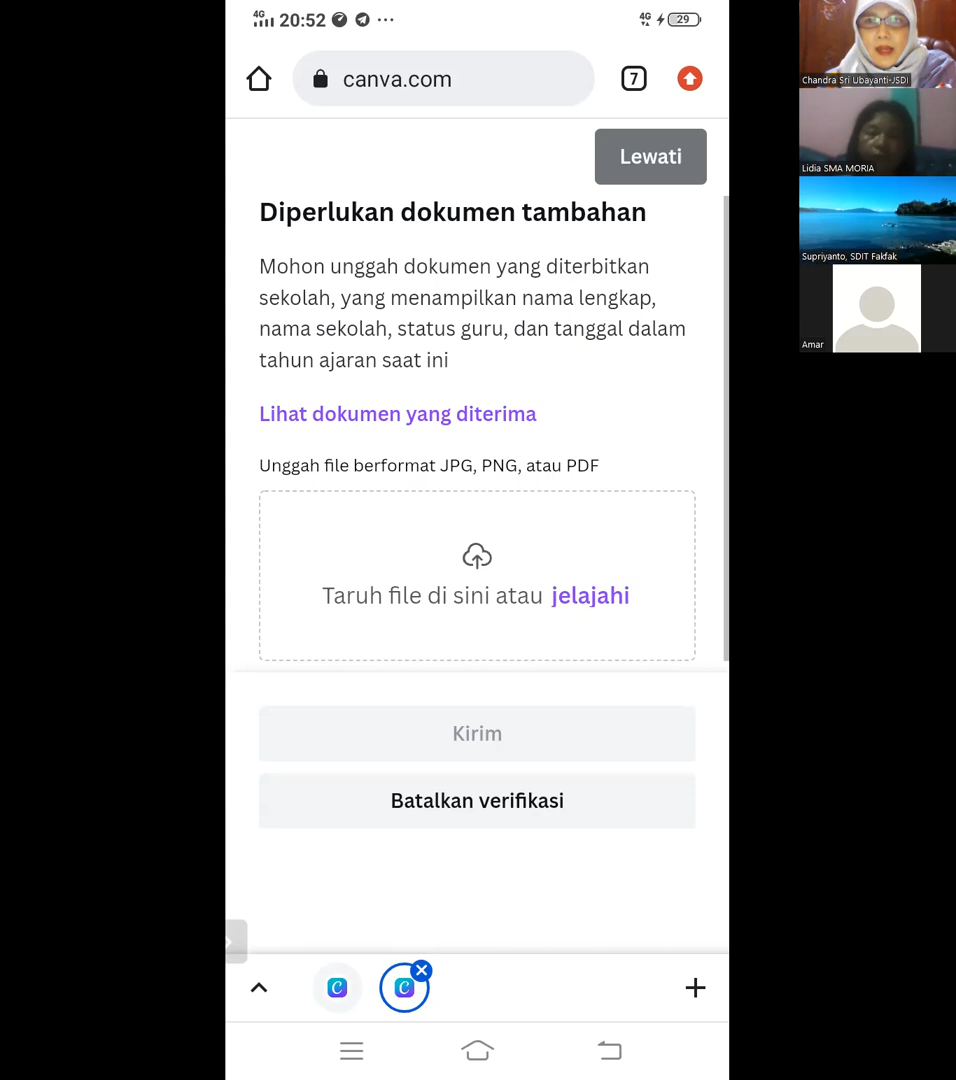 4G 20:52 ...
4G 29
canva.com
7
Lewati
Diperlukan dokumen tambahan
Mohon unggah dokumen yang diterbitkan
sekolah, yang menampilkan nama lengkap,
nama sekolah, status guru, dan tanggal dalam
tahun ajaran saat ini
Lihat dokumen yang diterima
Unggah file berformat JPG, PNG, atau PDF
Taruh file di sini atau jelajahi
Kirim
Batalkan verifikasi
C
C
Chandra Sri Ubayanti-JSDI
Lidia SMA MORIA
Supriyanto, SDIT Fakfak
Amar